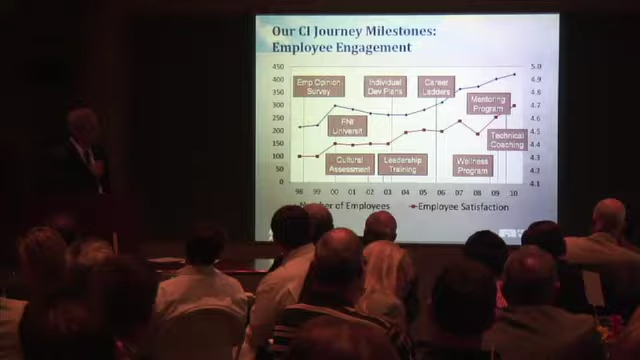 Our CI Journey Milestones:
Employee Engagement
450
400
350
300
250
200
150
100
50
0
5.0
4.9
4.8
4.7
4.6
4.5
4.4
4.3
4.2
4.1
Emp Opinion
Survey
Individual
Dev Plans
Career
Ladders
Mentoring
Program
FNI
Universit
Technical
Coaching
Cultural
Assessment
Leadership
Training
Wellness
Program
98 99 00 01 02 03 04 05 06 07 08 09 10
Number of Employees Employee Satisfaction